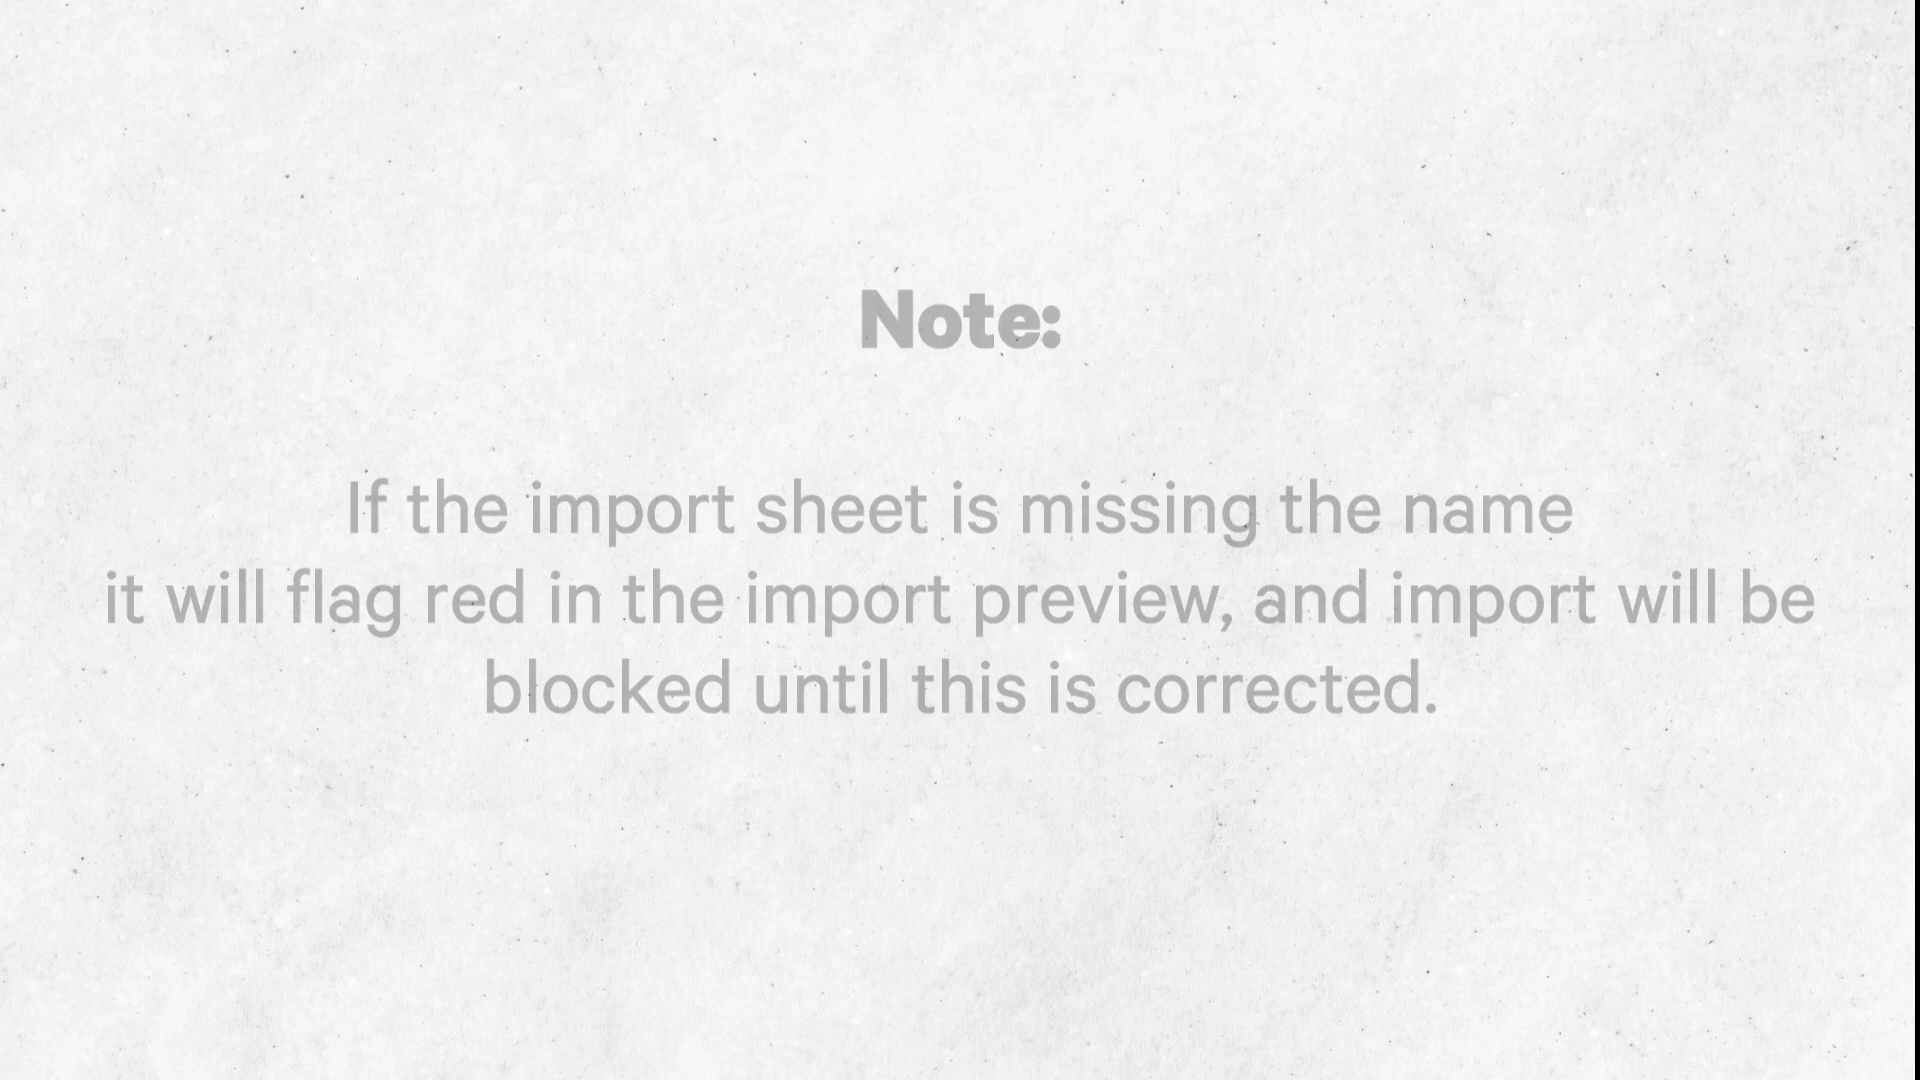 Note:
If the import sheet is missing the name
it will flag red in the import preview, and import will be
blocked until this is corrected.